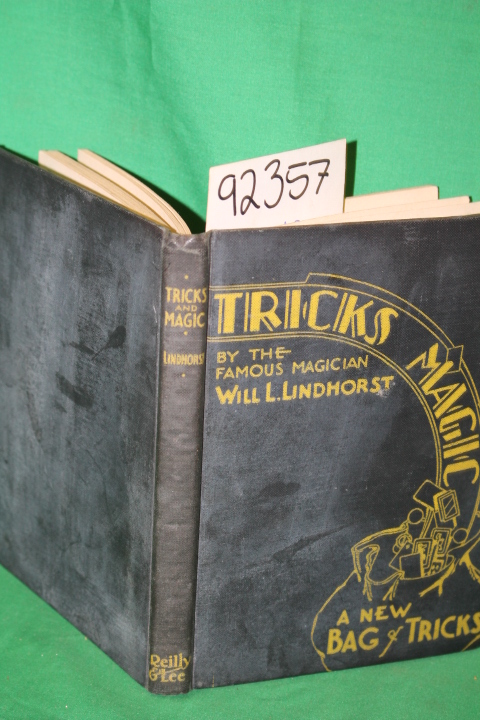 92357
TRICKS
AND
MAGIC
LINDHORST
Reilly
& Lee
TRICKS
MAGIC
BY THE
FAMOUS MAGICIAN
WILL L. LINDHORST
A NEW
BAG of TRICKS